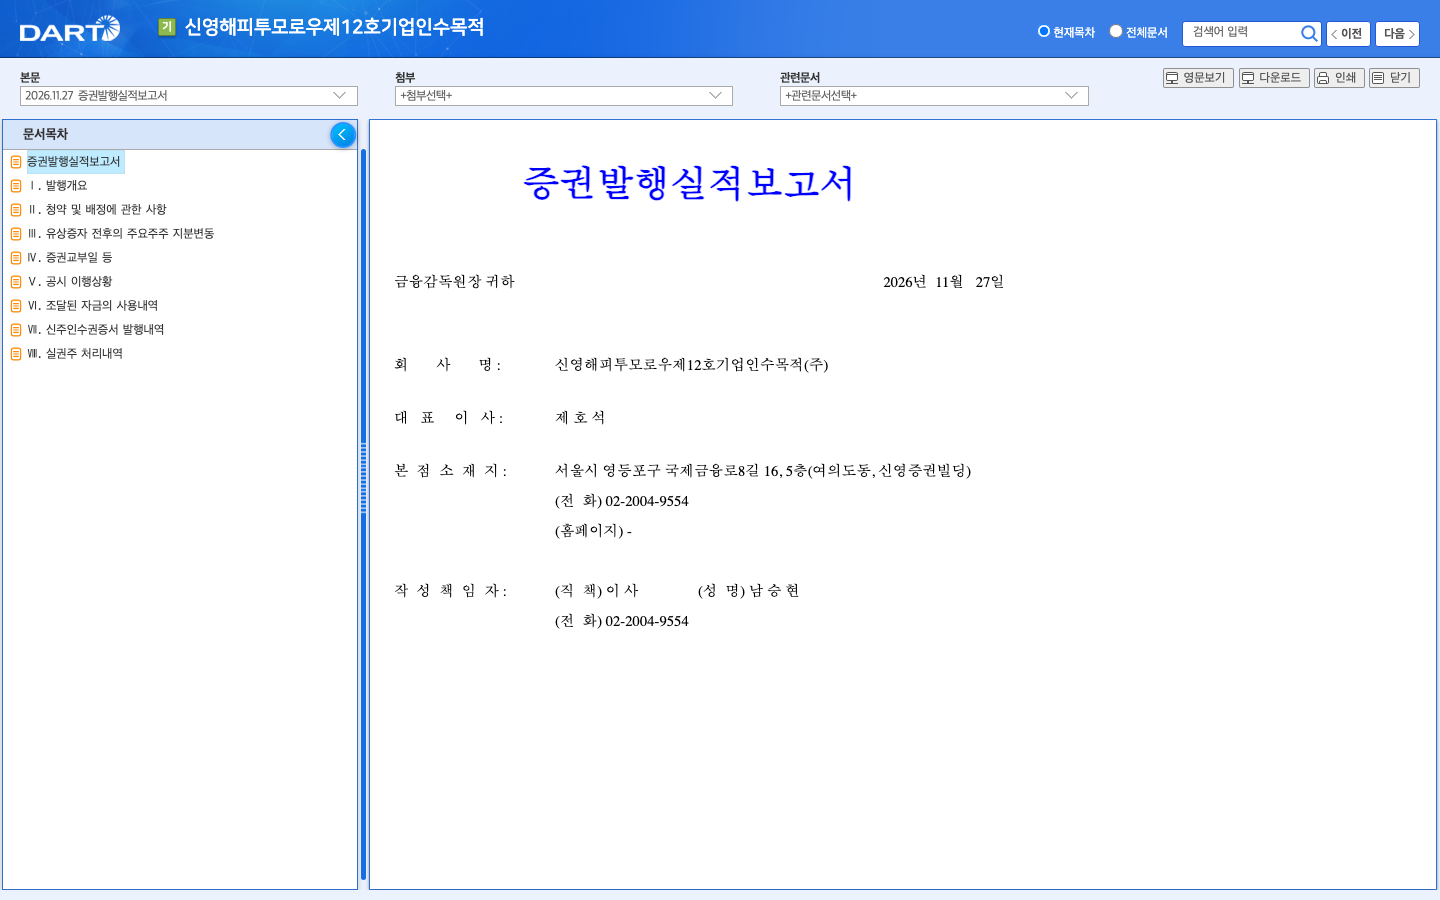 DART 기 신영해피투모로우제12호기업인수목적
현재목차 전체문서 검색어 입력 이전 다음
본문 첨부 관련문서
2026.11.27 증권발행실적보고서 +첨부선택+ +관련문서선택+ 영문보기 다운로드 인쇄 닫기
문서목차
증권발행실적보고서
Ⅰ. 발행개요
Ⅱ. 청약 및 배정에 관한 사항
Ⅲ. 유상증자 전후의 주요주주 지분변동
Ⅳ. 증권교부일 등
Ⅴ. 공시 이행상황
Ⅵ. 조달된 자금의 사용내역
Ⅶ. 신주인수권증서 발행내역
Ⅷ. 실권주 처리내역
증권발행실적보고서
금융감독원장 귀하 2026년 11월 27일
회 사 명 : 신영해피투모로우제12호기업인수목적(주)
대 표 이 사 : 제 호 석
본 점 소 재 지 : 서울시 영등포구 국제금융로8길 16, 5층(여의도동, 신영증권빌딩)
(전 화) 02-2004-9554
(홈페이지) -
작 성 책 임 자 : (직 책) 이 사 (성 명) 남 승 현
(전 화) 02-2004-9554